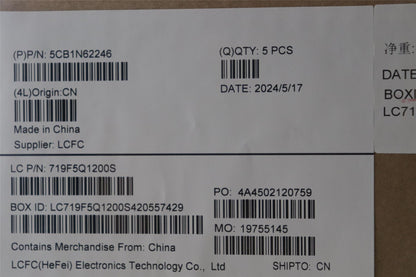 (P)P/N: 5CB1N62246
(Q)QTY: 5 PCS
(4L)Origin:CN
DATE: 2024/5/17
Made in China
Supplier: LCFC
LC P/N: 719F5Q1200S
BOX ID: LC719F5Q1200S420557429
PO: 4A4502120759
Contains Merchandise From: China
MO: 19755145
LCFC(HeFei) Electronics Technology Co., Ltd
SHIPTO: CN
净重:
DATE
BOXI
LC719